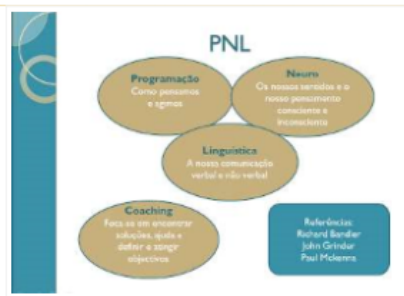 PNL
Programação
Como pensamos
e agimos
Neuro
Os nossos sentidos e o
nosso pensamento
consciente e
inconsciente
Linguística
A nossa comunicação
verbal e não verbal
Coaching
Foca-se em encontrar
soluções, ajuda a
definir e atingir
objectivos
Referências:
Richard Bandler
John Grinder
Paul Mckenna